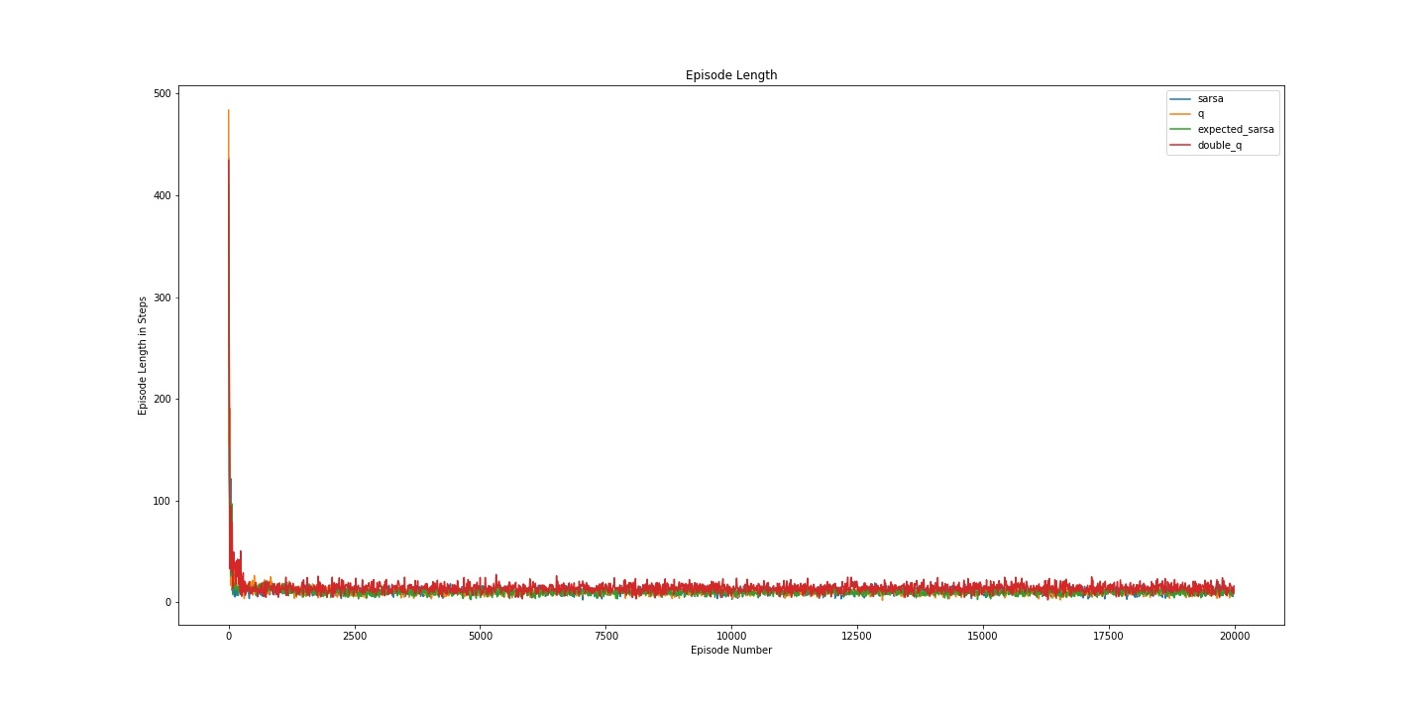 Episode Length
500
400
300
200
100
0
Episode Length in Steps
sarsa
q
expected_sarsa
double_q
0 2500 5000 7500 10000 12500 15000 17500 20000
Episode Number